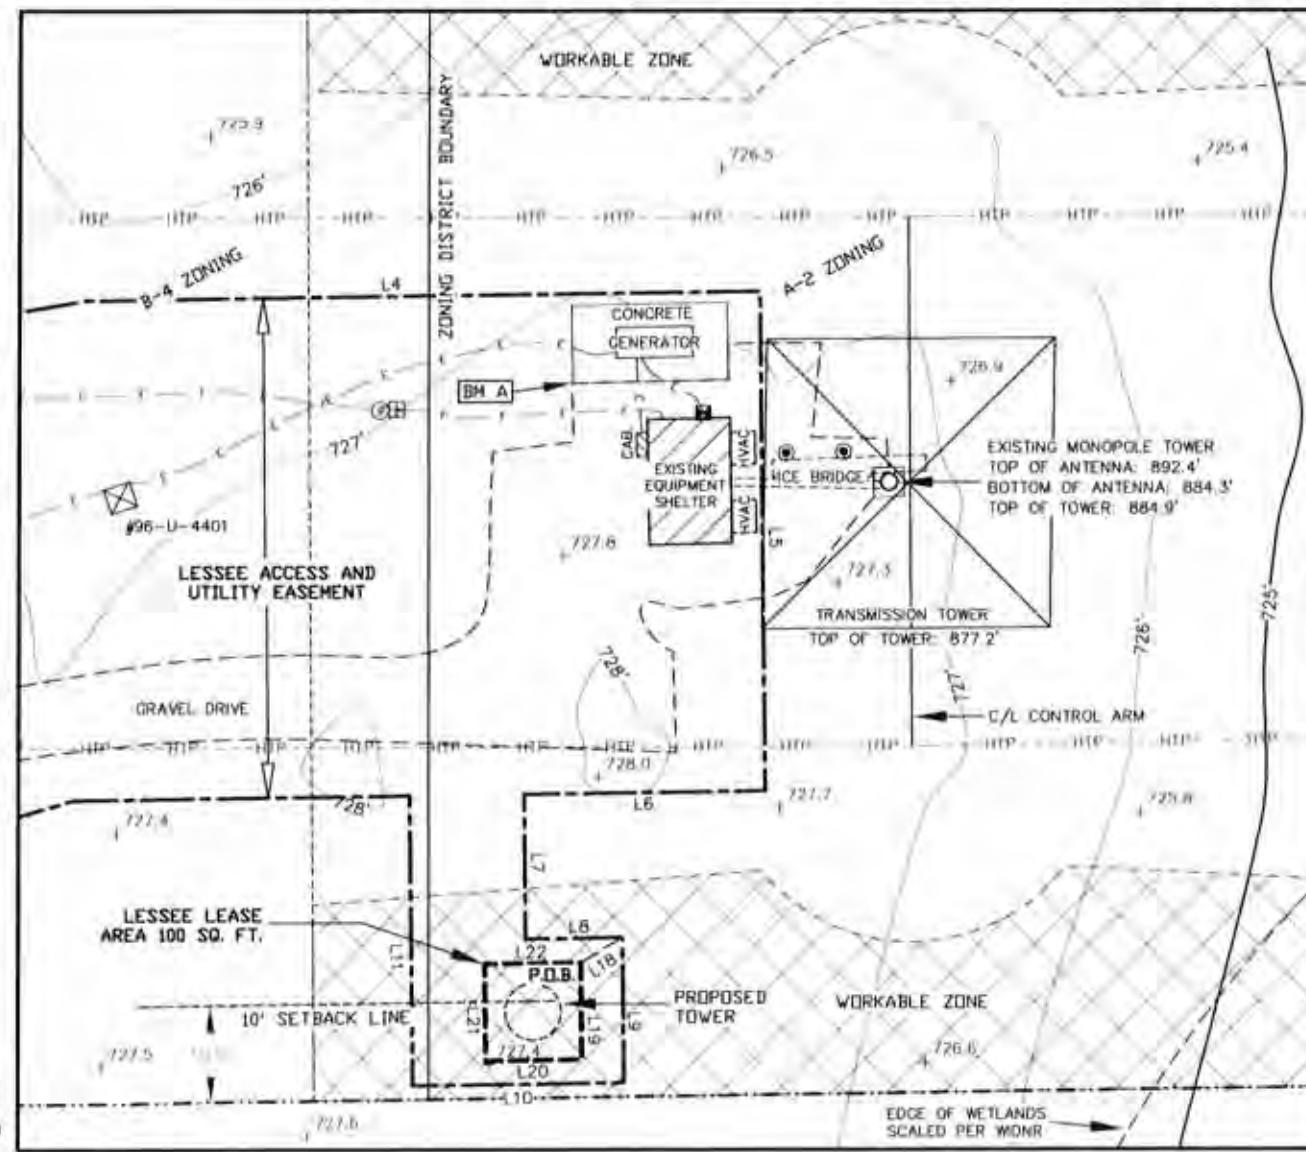 WORKABLE ZONE
ZONING DISTRICT BOUNDARY
725.9
726.5
725.4
726'
B-4 ZONING
A-2 ZONING
L4
CONCRETE
GENERATOR
BM A
726.9
727'
CAB
HVAC
EXISTING
EQUIPMENT
SHELTER
HVAC
ICE BRIDGE
EXISTING MONOPOLE TOWER
TOP OF ANTENNA: 892.4'
BOTTOM OF ANTENNA: 884.3'
TOP OF TOWER: 884.9'
#96-U-4401
L5
727.8
727.3
LESSEE ACCESS AND
UTILITY EASEMENT
TRANSMISSION TOWER
TOP OF TOWER: 877.2'
725'
726'
728'
727'
GRAVEL DRIVE
C/L CONTROL ARM
728.0
728'
L6
727.7
725.8
727.4
L7
LESSEE LEASE
AREA 100 SQ. FT.
L8
L22
L18
P.O.B.
L11
PROPOSED
TOWER
WORKABLE ZONE
10' SETBACK LINE
L21
L19
L9
727.5
727.4
726.6
L20
L10
EDGE OF WETLANDS
SCALED PER WIDNR
727.6